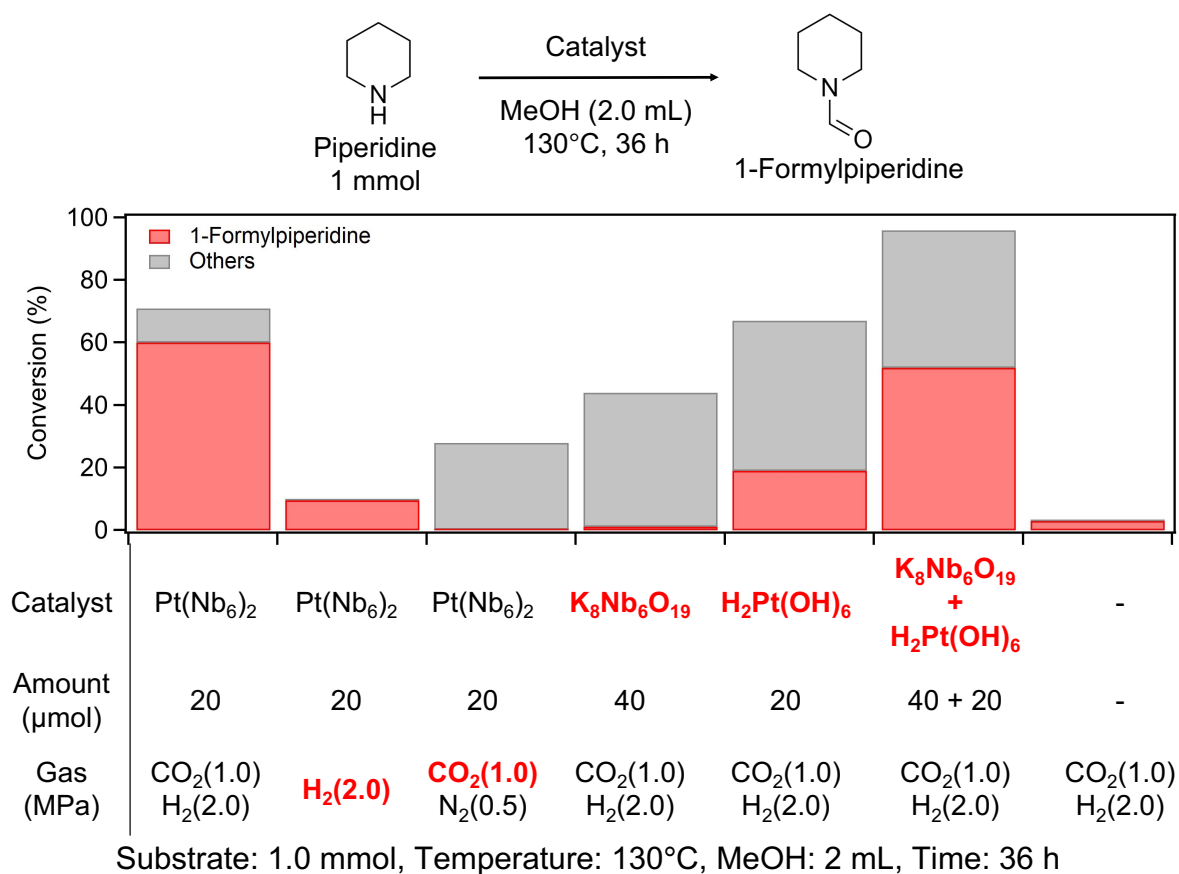 Catalyst
MeOH (2.0 mL)
130°C, 36 h
N
H
Piperidine
1 mmol
N
O
1-Formylpiperidine
Conversion (%)
100
80
60
40
20
0
1-Formylpiperidine
Others
Catalyst Pt(Nb₆)₂ Pt(Nb₆)₂ Pt(Nb₆)₂ K₈Nb₆O₁₉ H₂Pt(OH)₆ K₈Nb₆O₁₉ + H₂Pt(OH)₆ -
Amount (μmol) 20 20 20 40 20 40 + 20 -
Gas (MPa) CO₂(1.0) H₂(2.0) H₂(2.0) CO₂(1.0) N₂(0.5) CO₂(1.0) H₂(2.0) CO₂(1.0) H₂(2.0) CO₂(1.0) H₂(2.0) CO₂(1.0) H₂(2.0)
Substrate: 1.0 mmol, Temperature: 130°C, MeOH: 2 mL, Time: 36 h